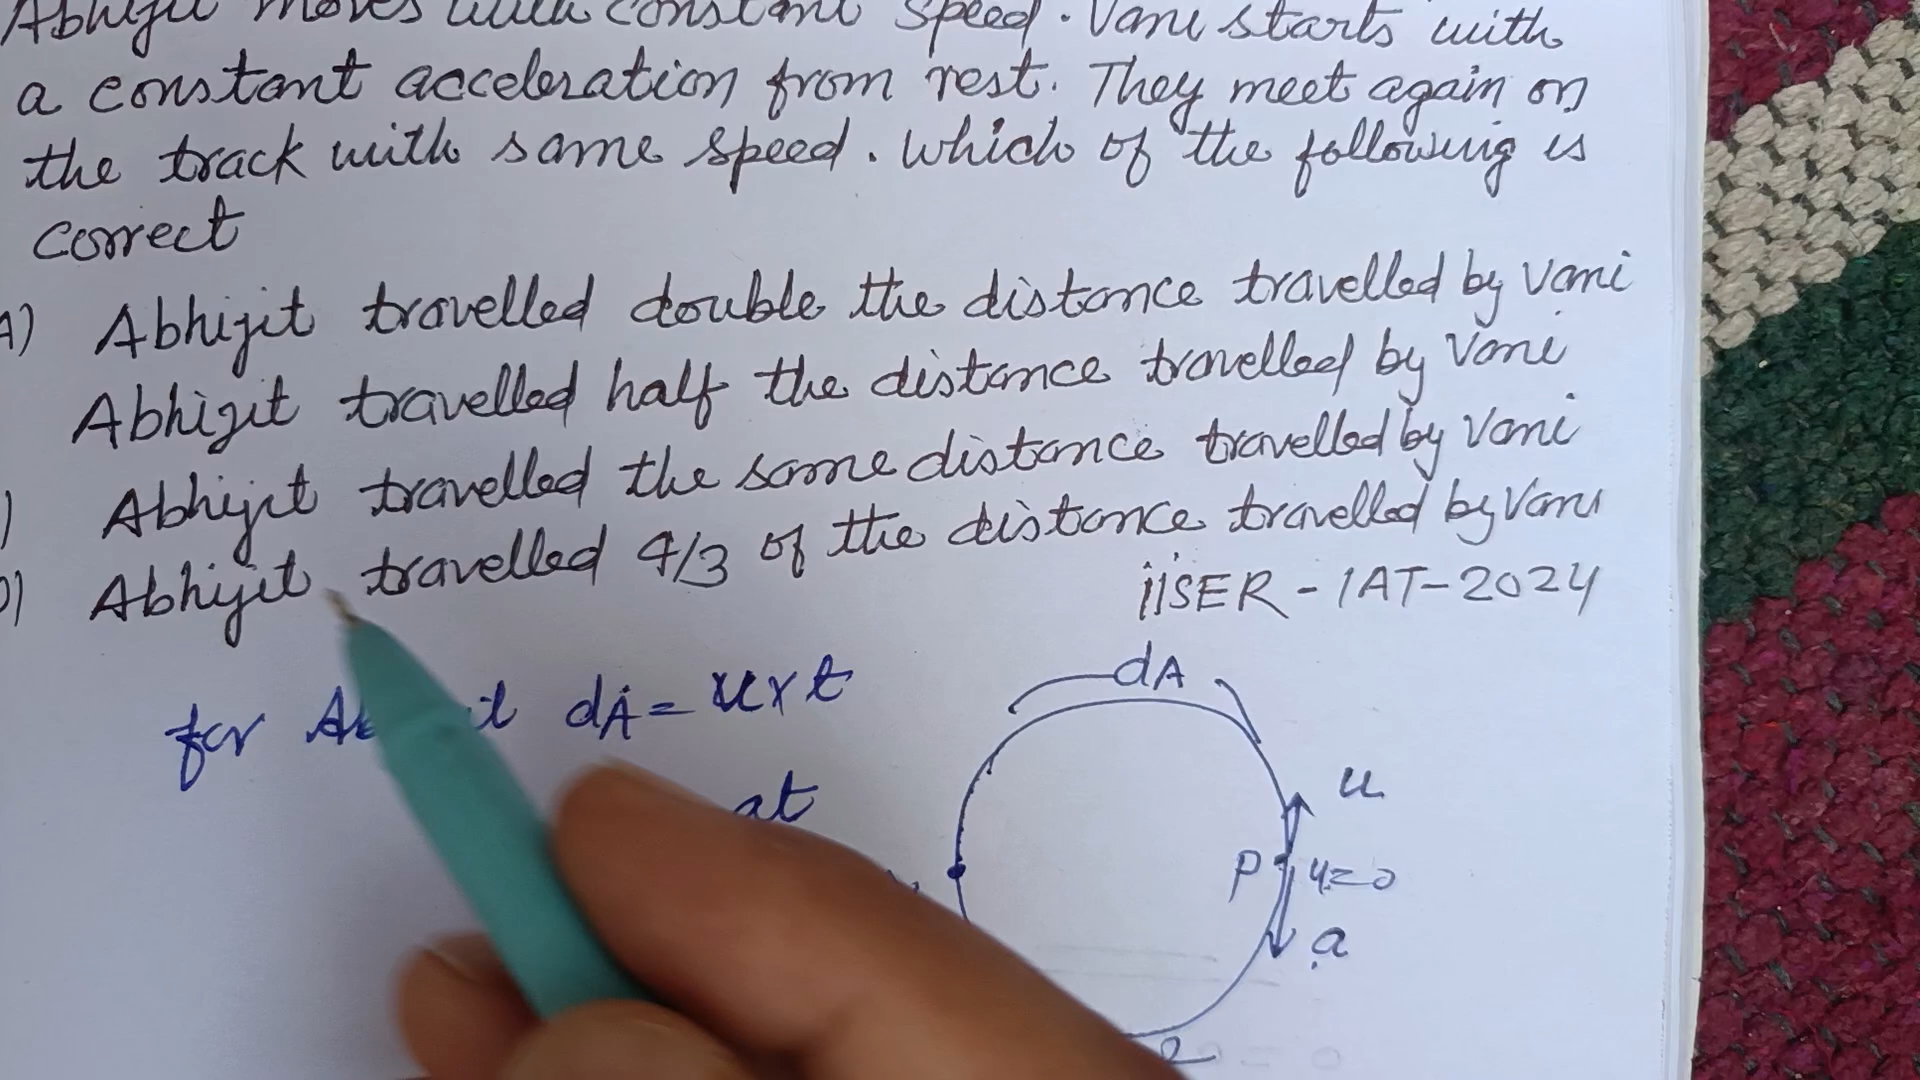 Abhijit moves with constant speed. Vani starts with
a constant acceleration from rest. They meet again on
the track with same speed. Which of the following is
correct
A) Abhijit travelled double the distance travelled by Vani
Abhijit travelled half the distance travelled by Vani
) Abhijit travelled the same distance travelled by Vani
D) Abhijit travelled 4/3 of the distance travelled by Vani
IISER - IAT-2024
dA
for dA = u x t
u
at
P u=0
a